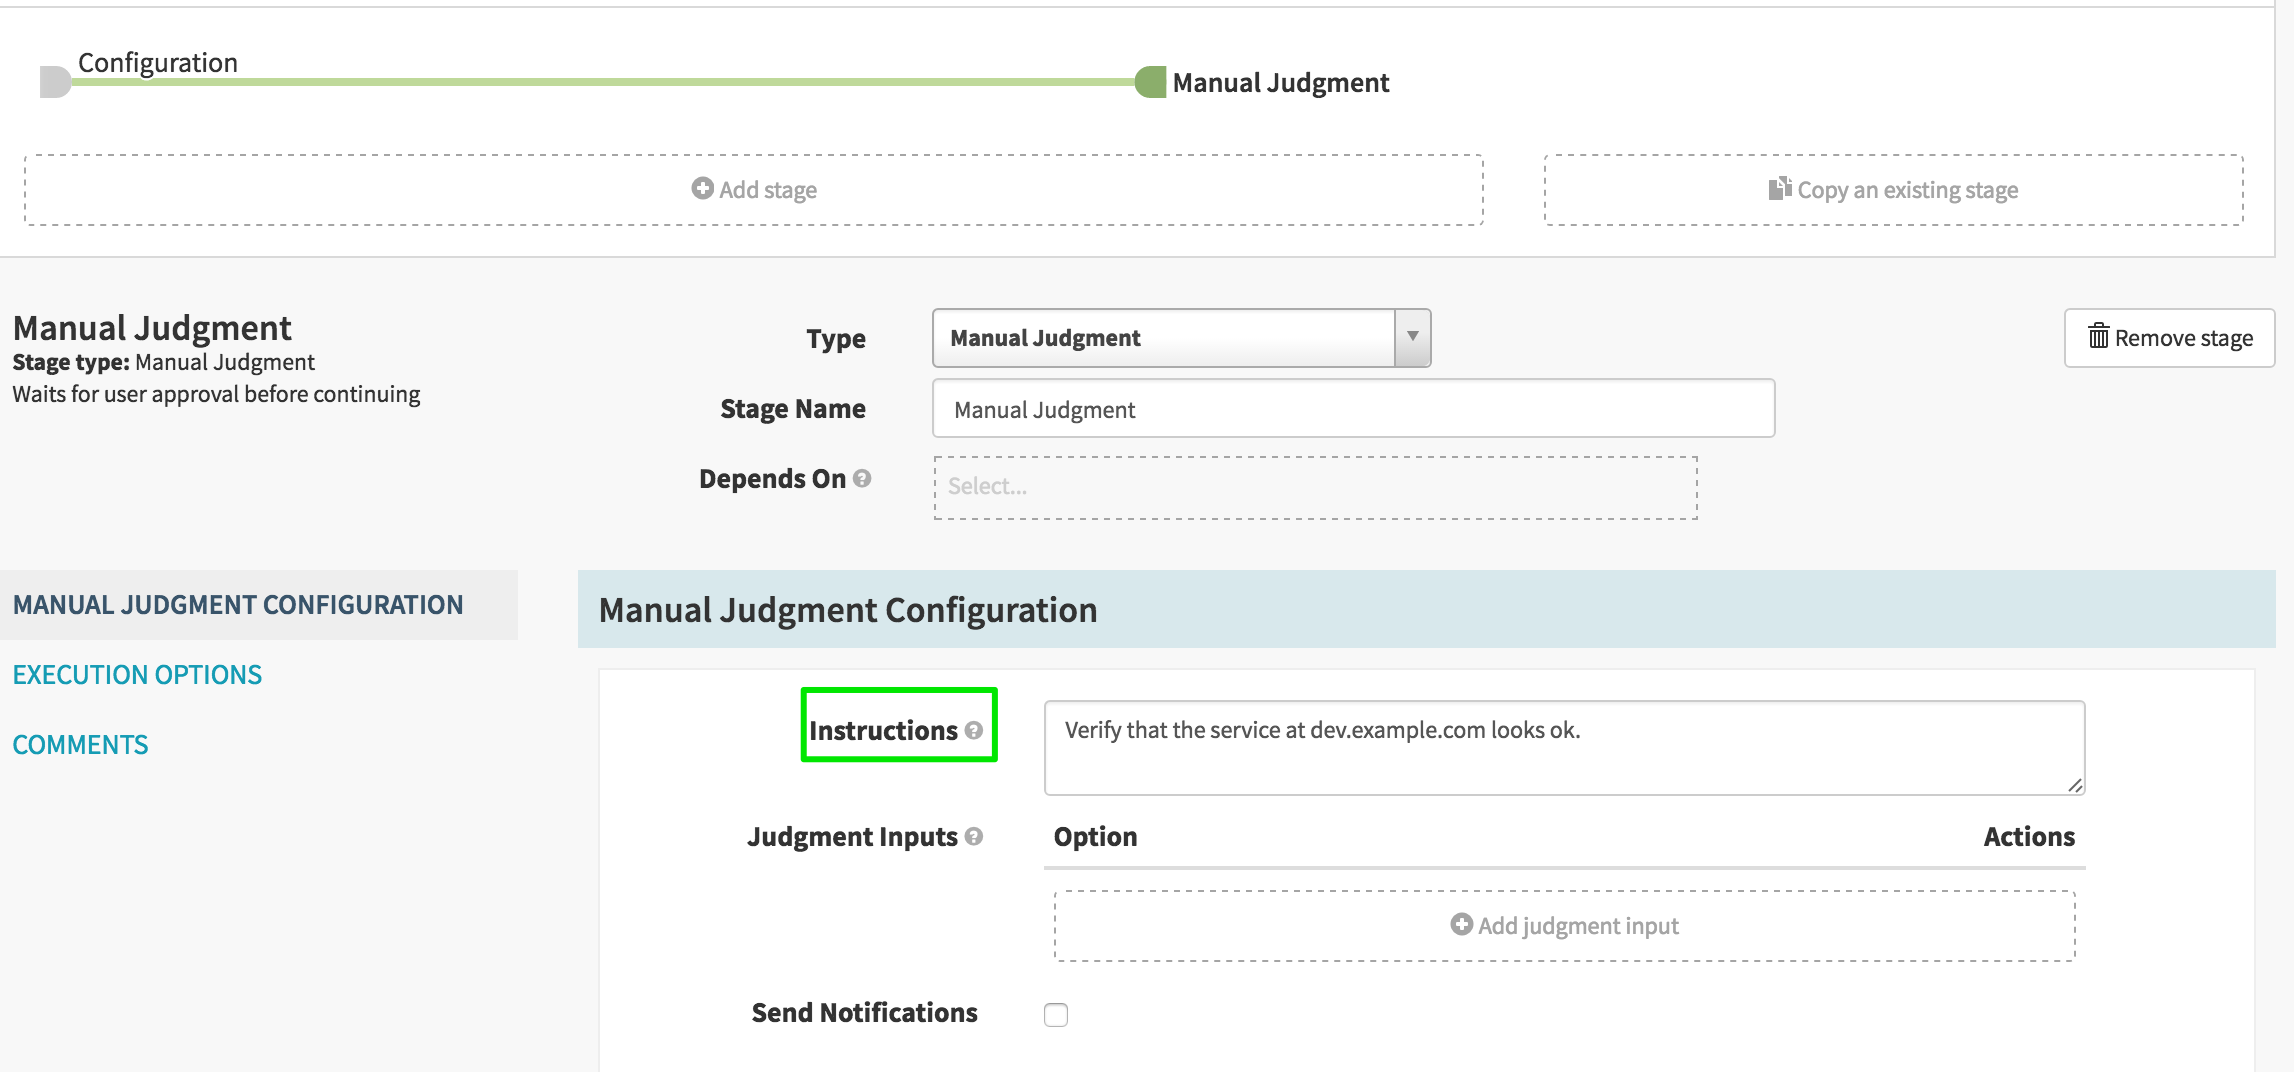 Configuration
Manual Judgment
Add stage
Copy an existing stage
Manual Judgment
Stage type: Manual Judgment
Waits for user approval before continuing
Type
Manual Judgment
Remove stage
Stage Name
Manual Judgment
Depends On
Select...
MANUAL JUDGMENT CONFIGURATION
EXECUTION OPTIONS
COMMENTS
Manual Judgment Configuration
Instructions
Verify that the service at dev.example.com looks ok.
Judgment Inputs
Option
Actions
Add judgment input
Send Notifications